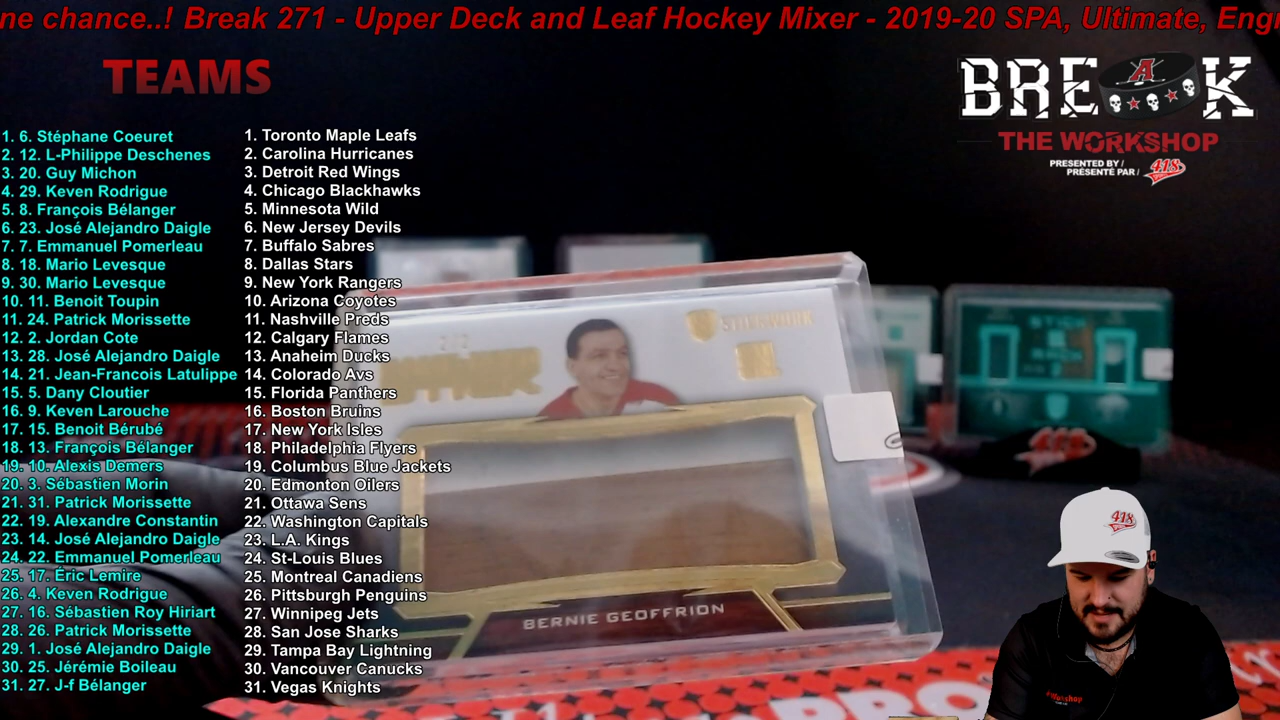 ne chance..! Break 271 - Upper Deck and Leaf Hockey Mixer - 2019-20 SPA, Ultimate, Eng
TEAMS
BREAK
THE WORKSHOP
PRESENTED BY /
PRÉSENTÉ PAR /
418
1. 6. Stéphane Coeuret
2. 12. L-Philippe Deschenes
3. 20. Guy Michon
4. 29. Keven Rodrigue
5. 8. François Bélanger
6. 23. José Alejandro Daigle
7. 7. Emmanuel Pomerleau
8. 18. Mario Levesque
9. 30. Mario Levesque
10. 11. Benoit Toupin
11. 24. Patrick Morissette
12. 2. Jordan Cote
13. 28. José Alejandro Daigle
14. 21. Jean-Francois Latulippe
15. 5. Dany Cloutier
16. 9. Keven Larouche
17. 15. Benoit Bérubé
18. 13. François Bélanger
19. 10. Alexis Demers
20. 3. Sébastien Morin
21. 31. Patrick Morissette
22. 19. Alexandre Constantin
23. 14. José Alejandro Daigle
24. 22. Emmanuel Pomerleau
25. 17. Éric Lemire
26. 4. Keven Rodrigue
27. 16. Sébastien Roy Hiriart
28. 26. Patrick Morissette
29. 1. José Alejandro Daigle
30. 25. Jérémie Boileau
31. 27. J-f Bélanger
1. Toronto Maple Leafs
2. Carolina Hurricanes
3. Detroit Red Wings
4. Chicago Blackhawks
5. Minnesota Wild
6. New Jersey Devils
7. Buffalo Sabres
8. Dallas Stars
9. New York Rangers
10. Arizona Coyotes
11. Nashville Preds
12. Calgary Flames
13. Anaheim Ducks
14. Colorado Avs
15. Florida Panthers
16. Boston Bruins
17. New York Isles
18. Philadelphia Flyers
19. Columbus Blue Jackets
20. Edmonton Oilers
21. Ottawa Sens
22. Washington Capitals
23. L.A. Kings
24. St-Louis Blues
25. Montreal Canadiens
26. Pittsburgh Penguins
27. Winnipeg Jets
28. San Jose Sharks
29. Tampa Bay Lightning
30. Vancouver Canucks
31. Vegas Knights
BERNIE GEOFFRION
418
418